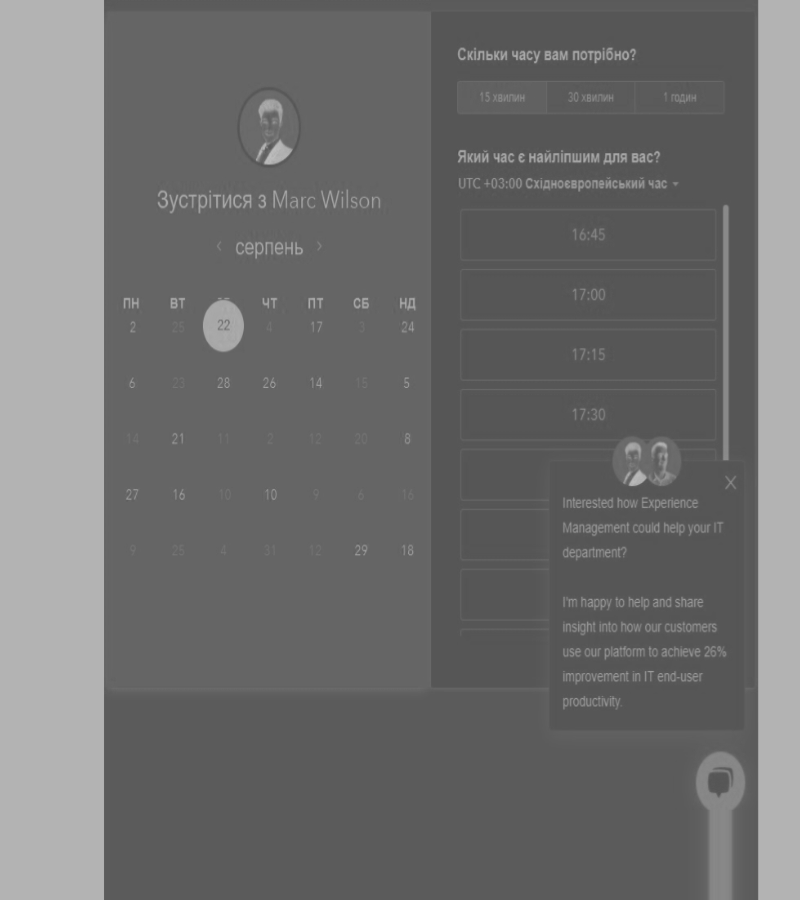 Зустрітися з Marc Wilson
‹ серпень ›
ПН ВТ ЧТ ПТ СБ НД
2 25 22 4 17 3 24
6 23 28 26 14 15 5
14 21 11 2 12 20 8
27 16 10 10 9 6 16
9 25 4 31 12 29 18
Скільки часу вам потрібно?
15 хвилин 30 хвилин 1 годин
Який час є найліпшим для вас?
UTC +03:00 Східноєвропейський час
16:45
17:00
17:15
17:30
Interested how Experience
Management could help your IT
department?
I'm happy to help and share
insight into how our customers
use our platform to achieve 26%
improvement in IT end-user
productivity.